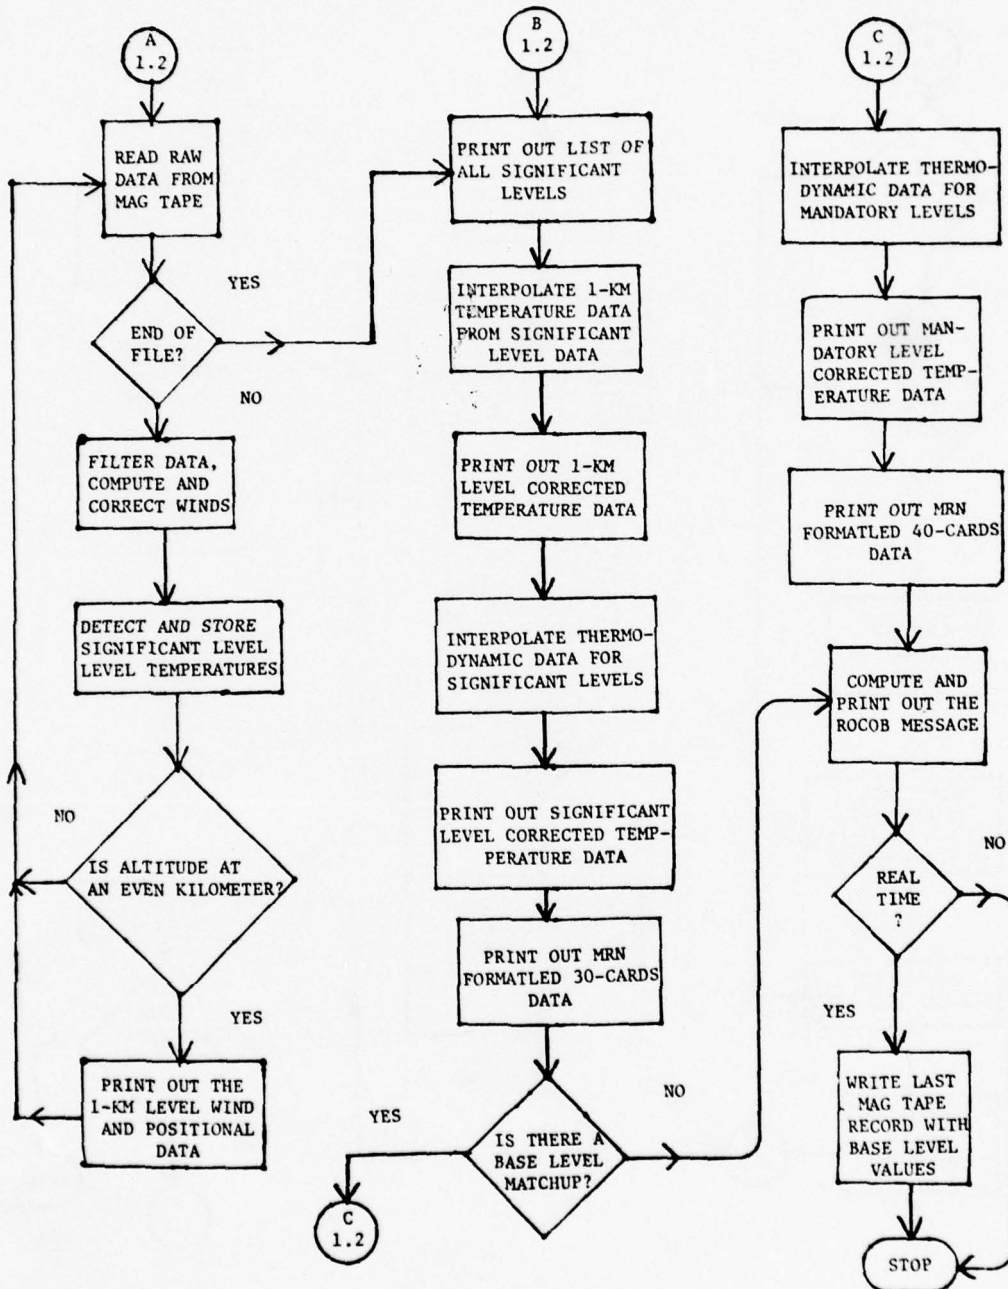 A
1.2
READ RAW
DATA FROM
MAG TAPE
YES
END OF
FILE?
NO
FILTER DATA,
COMPUTE AND
CORRECT WINDS
DETECT AND STORE
SIGNIFICANT LEVEL
LEVEL TEMPERATURES
NO
IS ALTITUDE AT
AN EVEN KILOMETER?
YES
PRINT OUT THE
1-KM LEVEL WIND
AND POSITIONAL
DATA
B
1.2
PRINT OUT LIST OF
ALL SIGNIFICANT
LEVELS
INTERPOLATE 1-KM
TEMPERATURE DATA
FROM SIGNIFICANT
LEVEL DATA
PRINT OUT 1-KM
LEVEL CORRECTED
TEMPERATURE DATA
INTERPOLATE THERMO-
DYNAMIC DATA FOR
SIGNIFICANT LEVELS
PRINT OUT SIGNIFICANT
LEVEL CORRECTED TEMP-
PERATURE DATA
PRINT OUT MRN
FORMATLED 30-CARDS
DATA
YES
NO
IS THERE A
BASE LEVEL
MATCHUP?
C
1.2
C
1.2
INTERPOLATE THERMO-
DYNAMIC DATA FOR
MANDATORY LEVELS
PRINT OUT MAN-
DATORY LEVEL
CORRECTED TEMP-
ERATURE DATA
PRINT OUT MRN
FORMATLED 40-CARDS
DATA
COMPUTE AND
PRINT OUT THE
ROCOB MESSAGE
NO
REAL
TIME
?
YES
WRITE LAST
MAG TAPE
RECORD WITH
BASE LEVEL
VALUES
STOP